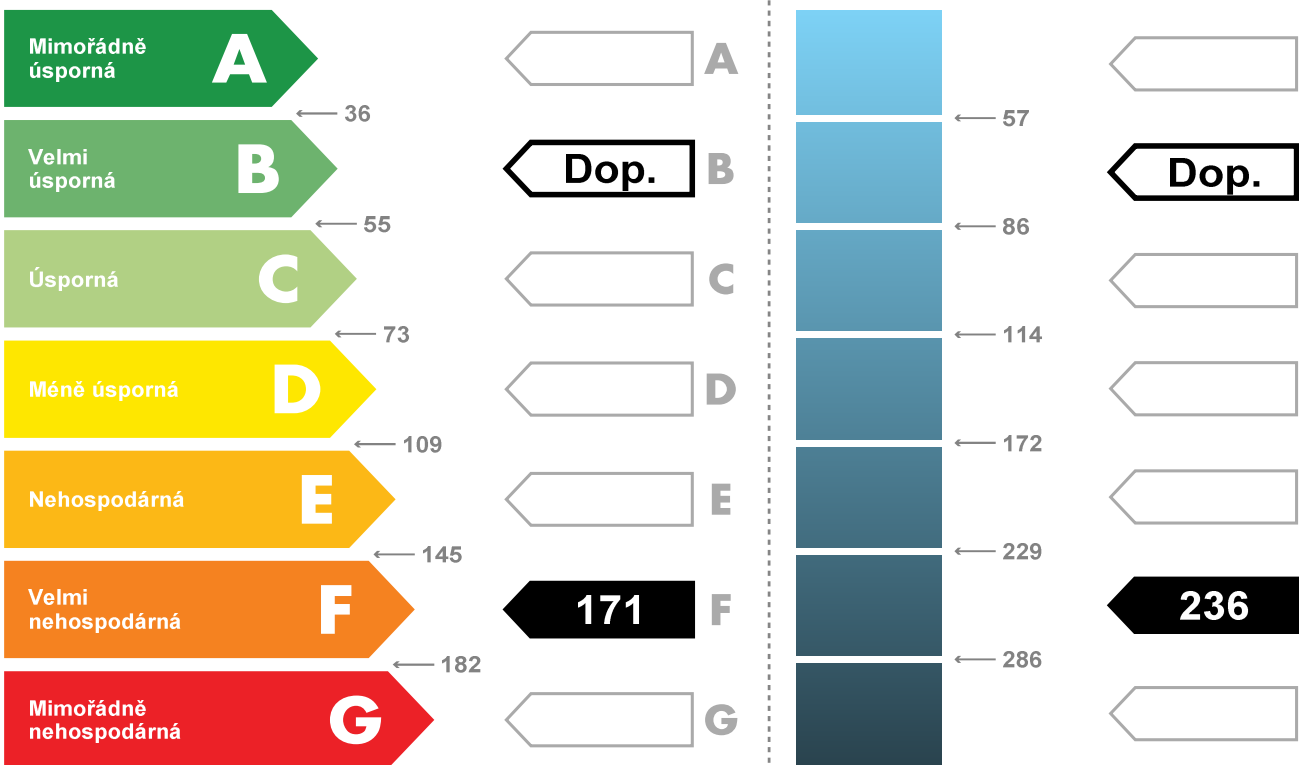 Mimořádně
úsporná
A
A
36
57
Velmi
úsporná
B
Dop.
B
Dop.
55
86
Úsporná
C
C
73
114
Méně úsporná
D
D
109
172
Nehospodárná
E
E
145
229
Velmi
nehospodárná
F
171
F
236
182
286
Mimořádně
nehospodárná
G
G